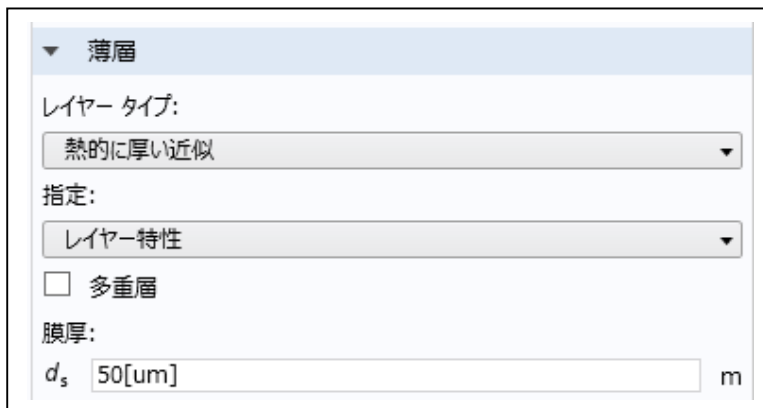 薄層
レイヤー タイプ:
熱的に厚い近似
指定:
レイヤー特性
多重層
膜厚:
ds 50[um] m